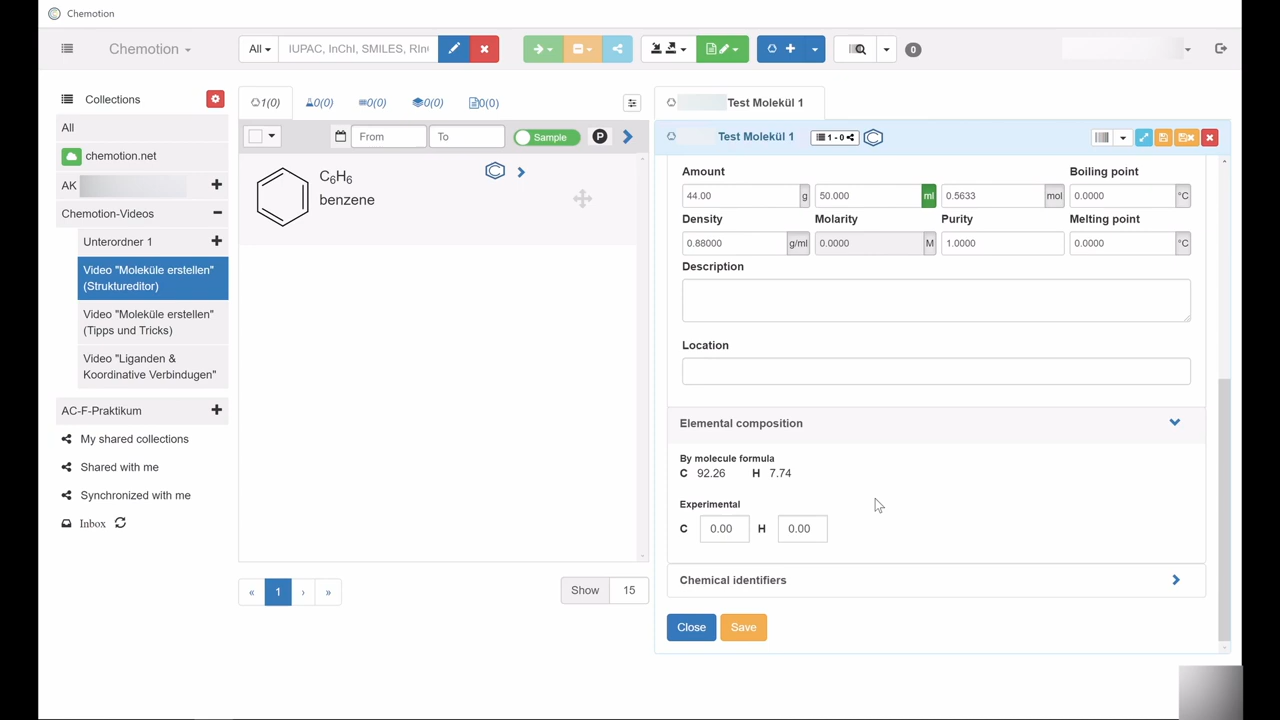 Chemotion
Chemotion
All
IUPAC, InChI, SMILES, RInC
0
Collections
All
chemotion.net
AK
Chemotion-Videos
Unterordner 1
Video "Moleküle erstellen"
(Struktureditor)
Video "Moleküle erstellen"
(Tipps und Tricks)
Video "Liganden &
Koordinative Verbindugen"
AC-F-Praktikum
My shared collections
Shared with me
Synchronized with me
Inbox
1(0) 0(0) 0(0) 0(0) 0(0)
From To Sample P
C₆H₆
benzene
« 1 › »
Show 15
Test Molekül 1
Test Molekül 1 1 - 0
Amount Boiling point
44.00 g 50.000 ml 0.5633 mol 0.0000 °C
Density Molarity Purity Melting point
0.88000 g/ml 0.0000 M 1.0000 0.0000 °C
Description
Location
Elemental composition
By molecule formula
C 92.26 H 7.74
Experimental
C 0.00 H 0.00
Chemical identifiers
Close Save